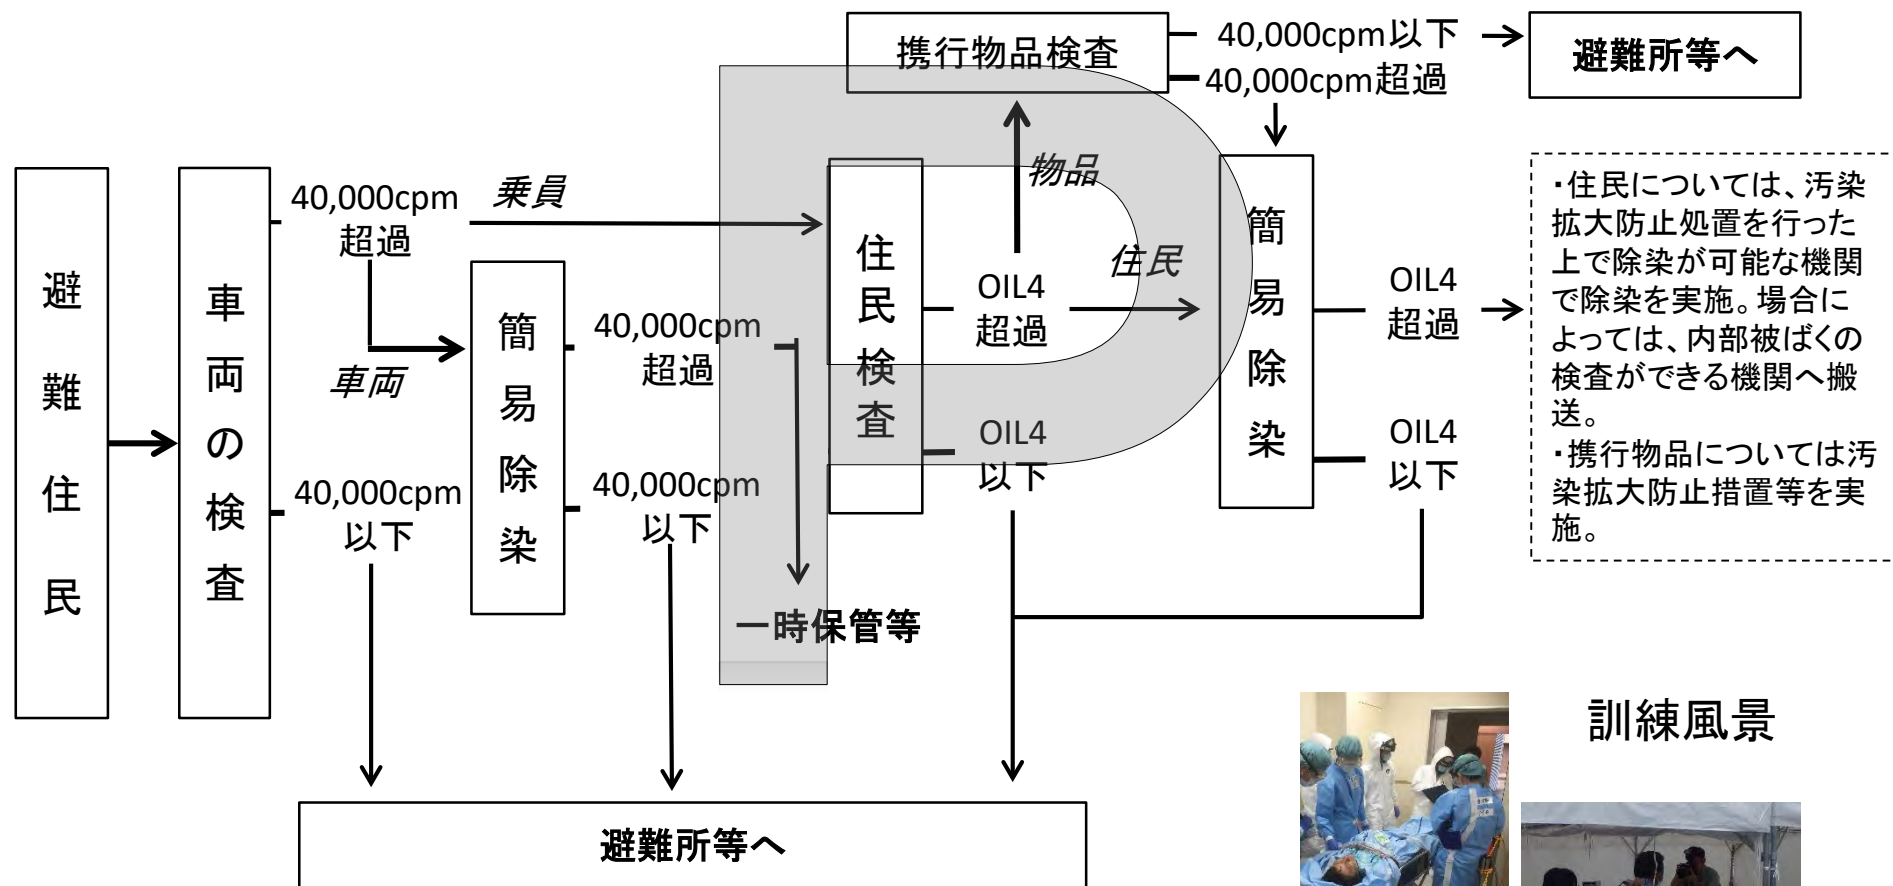 携行物品検査
40,000cpm以下
40,000cpm超過
避難所等へ
避難住民
車両の検査
40,000cpm
超過
乗員
車両
40,000cpm
以下
簡易除染
40,000cpm
超過
40,000cpm
以下
一時保管等
住民検査
物品
OIL4
超過
住民
OIL4
以下
簡易除染
OIL4
超過
OIL4
以下
・住民については、汚染
拡大防止処置を行った
上で除染が可能な機関
で除染を実施。場合に
よっては、内部被ばくの
検査ができる機関へ搬
送。
・携行物品については汚
染拡大防止措置等を実
施。
避難所等へ
訓練風景